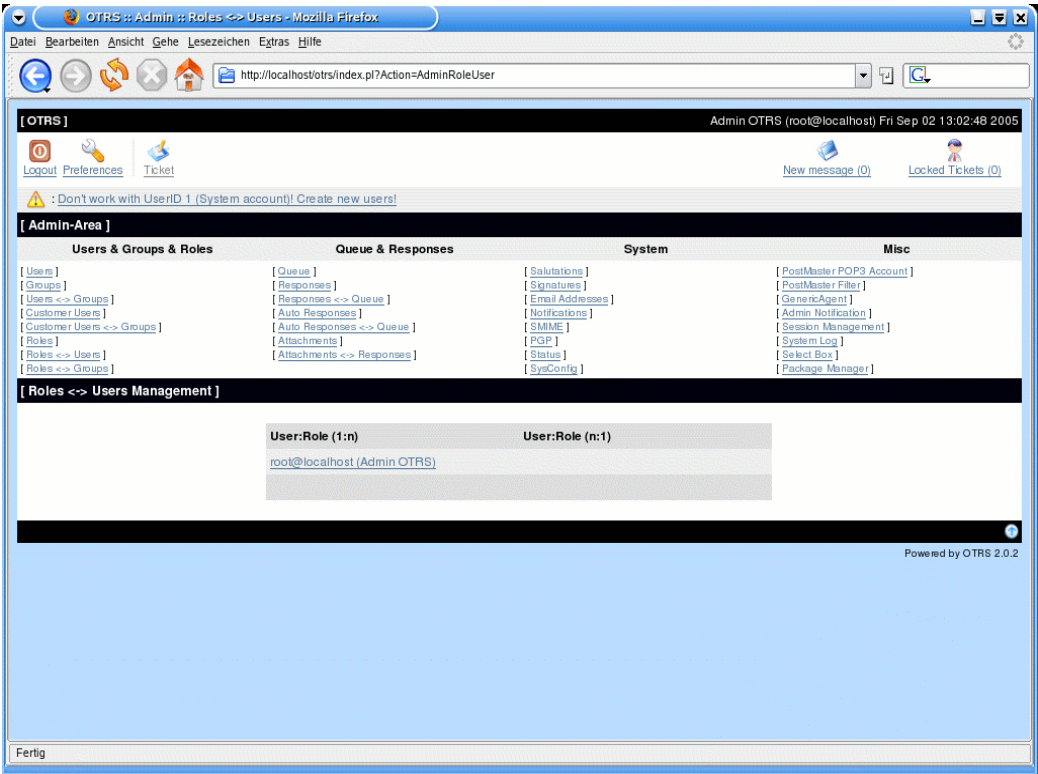 OTRS :: Admin :: Roles <-> Users - Mozilla Firefox
Datei Bearbeiten Ansicht Gehe Lesezeichen Extras Hilfe
http://localhost/otrs/index.pl?Action=AdminRoleUser
G
[ OTRS ] Admin OTRS (root@localhost) Fri Sep 02 13:02:48 2005
Logout Preferences Ticket New message (0) Locked Tickets (0)
: Don't work with UserID 1 (System account)! Create new users!
[ Admin-Area ]
Users & Groups & Roles Queue & Responses System Misc
[ Users ] [ Queue ] [ Salutations ] [ PostMaster POP3 Account ]
[ Groups ] [ Responses ] [ Signatures ] [ PostMaster Filter ]
[ Users <-> Groups ] [ Responses <-> Queue ] [ Email Addresses ] [ GenericAgent ]
[ Customer Users ] [ Auto Responses ] [ Notifications ] [ Admin Notification ]
[ Customer Users <-> Groups ] [ Auto Responses <-> Queue ] [ SMIME ] [ Session Management ]
[ Roles ] [ Attachments ] [ PGP ] [ System Log ]
[ Roles <-> Users ] [ Attachments <-> Responses ] [ Status ] [ Select Box ]
[ Roles <-> Groups ] [ SysConfig ] [ Package Manager ]
[ Roles <-> Users Management ]
User:Role (1:n) User:Role (n:1)
root@localhost (Admin OTRS)
Powered by OTRS 2.0.2
Fertig